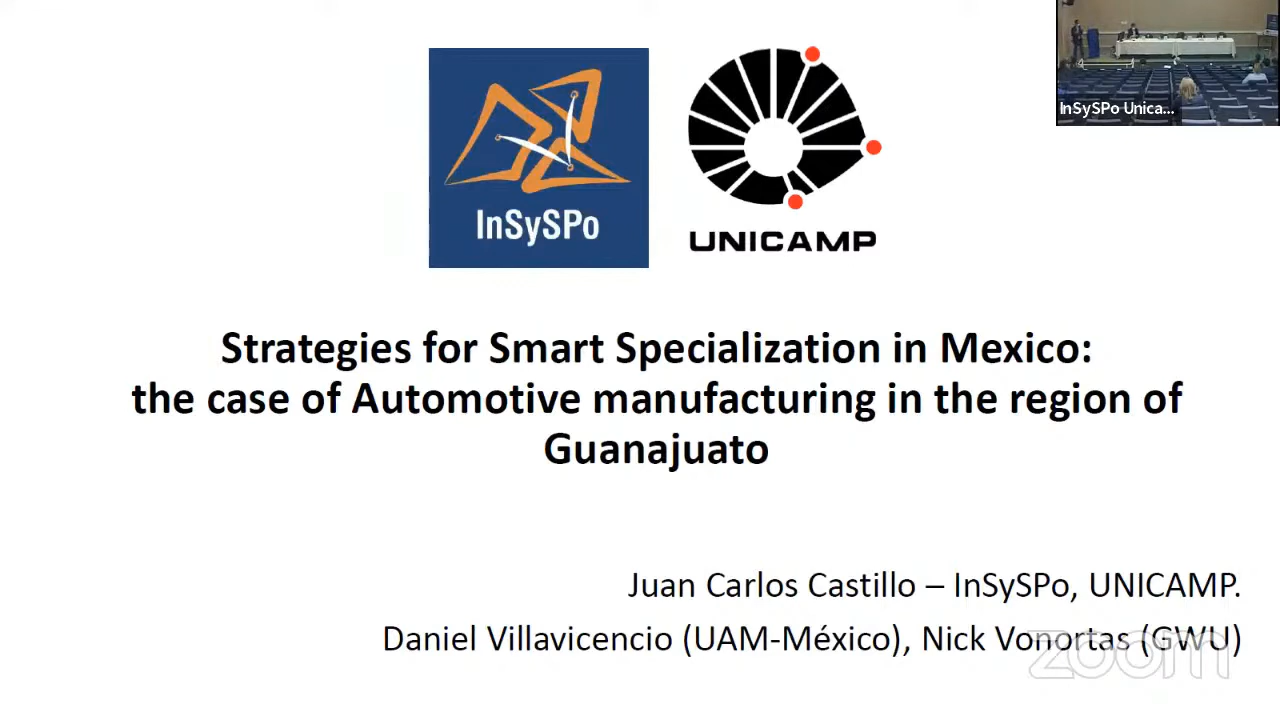 InSySPo
UNICAMP
InSySPo Unica...
Strategies for Smart Specialization in Mexico:
the case of Automotive manufacturing in the region of
Guanajuato
Juan Carlos Castillo – InSySPo, UNICAMP.
Daniel Villavicencio (UAM-México), Nick Vonortas (GWU)
zoom